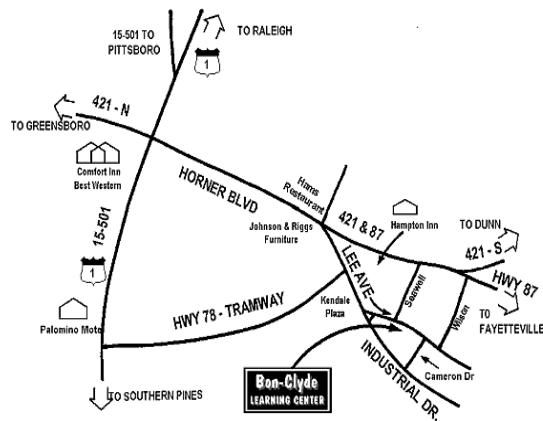 15-501 TO
PITTSBORO
TO RALEIGH
1
421 - N
TO GREENSBORO
Comfort Inn
Best Western
HORNER BLVD
Hams
Restaurant
421 & 87
Hampton Inn
Johnson & Riggs
Furniture
TO DUNN
421 - S
HWY 87
15-501
1
LEE AVE
Seawell
Wilson
TO
FAYETTEVILLE
HWY 78 - TRAMWAY
Kendale
Plaza
Palomino Motel
Cameron Dr
INDUSTRIAL DR.
Bon-Clyde
LEARNING CENTER
TO SOUTHERN PINES